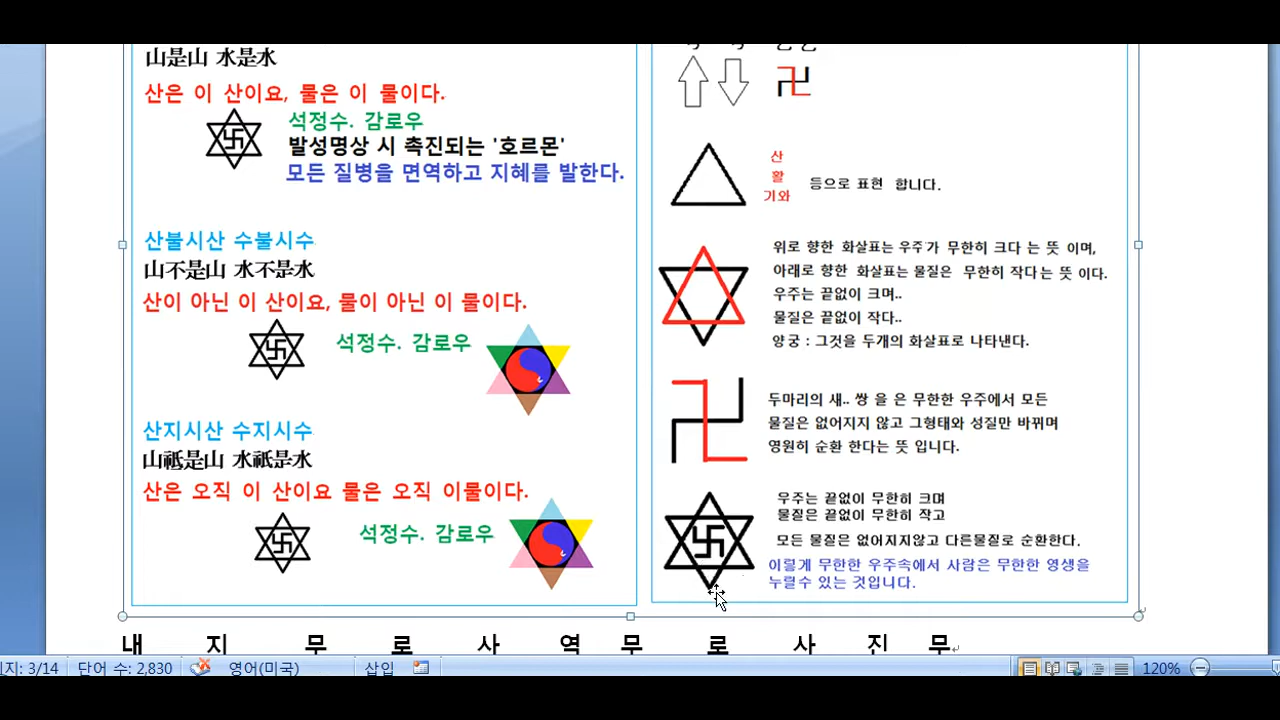 山是山 水是水
산은 이 산이요, 물은 이 물이다.
석정수. 감로우
발성명상 시 촉진되는 '호르몬'
모든 질병을 면역하고 지혜를 발한다.
산불시산 수불시수
山不是山 水不是水
산이 아닌 이 산이요, 물이 아닌 이 물이다.
석정수. 감로우
산지시산 수지시수
山祗是山 水祇是水
산은 오직 이 산이요 물은 오직 이물이다.
석정수. 감로우
산
활
기와
등으로 표현 합니다.
위로 향한 화살표는 우주가 무한히 크다 는 뜻 이며,
아래로 향한 화살표는 물질은 무한히 작다는 뜻 이다.
우주는 끝없이 크며..
물질은 끝없이 작다..
양궁 : 그것을 두개의 화살표로 나타낸다.
두마리의 새.. 쌍 을 은 무한한 우주에서 모든
물질은 없어지지 않고 그형태와 성질만 바뀌며
영원히 순환 한다는 뜻 입니다.
우주는 끝없이 무한히 크며
물질은 끝없이 무한히 작고
모든 물질은 없어지지않고 다른물질로 순환한다.
이렇게 무한한 우주속에서 사람은 무한한 영생을
누릴수 있는 것입니다.
내 지 무 로 사 역 무 로 사 진 무
지: 3/14 단어 수: 2,830 영어(미국) 삽입 120%